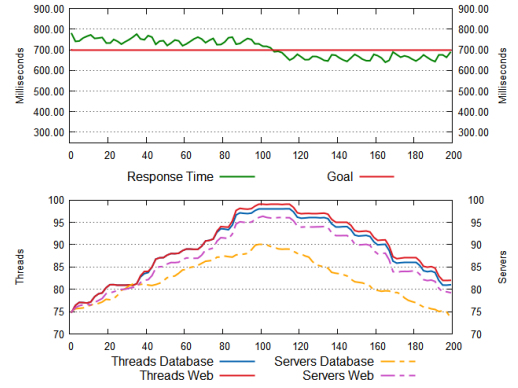 900.00 900.00
800.00 800.00
700.00 700.00
600.00 600.00
500.00 500.00
400.00 400.00
300.00 300.00
Milliseconds
Milliseconds
0 20 40 60 80 100 120 140 160 180 200
Response Time Goal
100 100
95 95
90 90
85 85
80 80
75 75
70 70
Threads
Servers
0 20 40 60 80 100 120 140 160 180 200
Threads Database Servers Database
Threads Web Servers Web